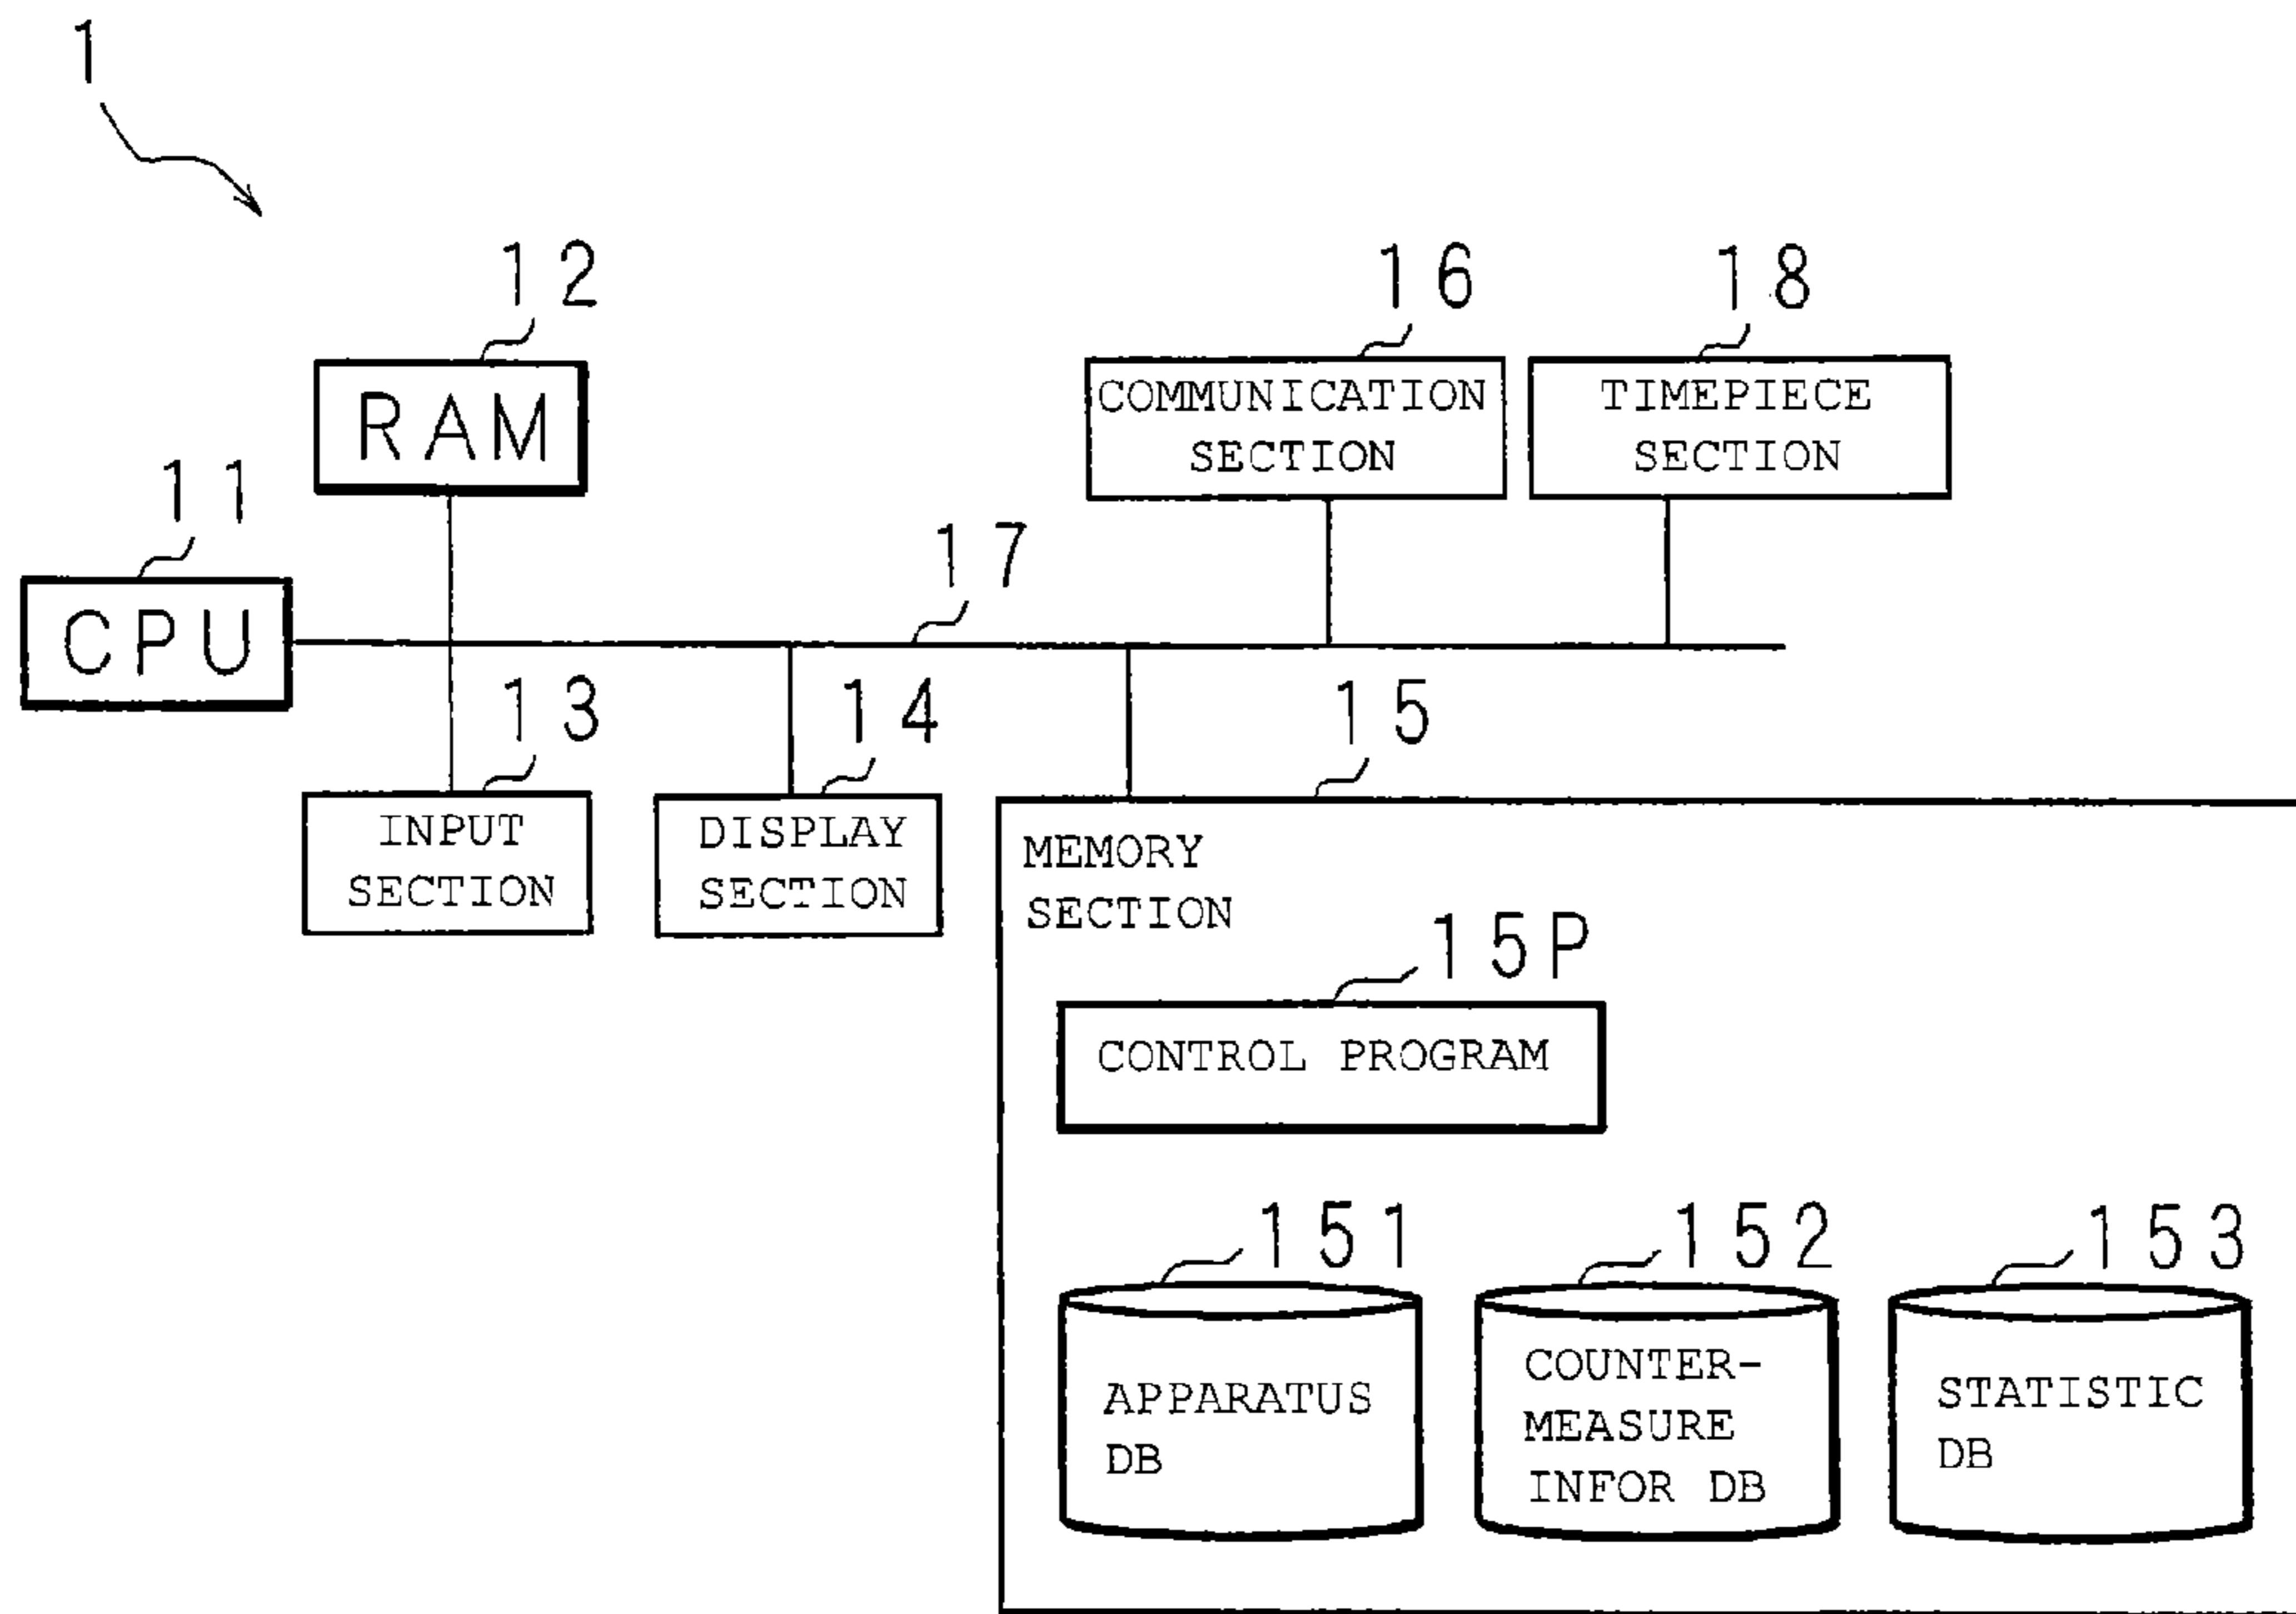 1
12
RAM
16
COMMUNICATION
SECTION
18
TIMEPIECE
SECTION
11
CPU
17
13
INPUT
SECTION
14
DISPLAY
SECTION
15
MEMORY
SECTION
15P
CONTROL PROGRAM
151
APPARATUS
DB
152
COUNTER-
MEASURE
INFOR DB
153
STATISTIC
DB